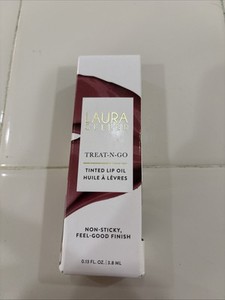 LAURA
GELLER
TREAT-N-GO
TINTED LIP OIL
HUILE À LÈVRES
NON-STICKY,
FEEL-GOOD FINISH
0.13 FL. OZ. / 3.8 ML